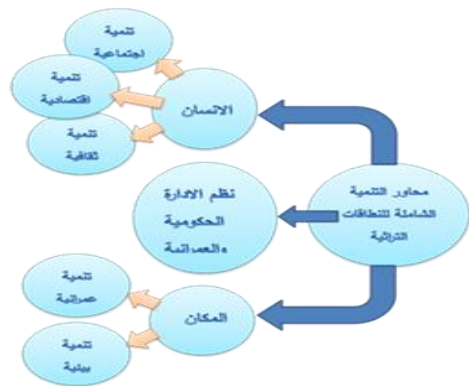 محاور التنمية
الشاملة للنطاقات
التراثية
الانسان
تنمية
اجتماعية
تنمية
اقتصادية
تنمية
ثقافية
نظم الادارة
الحكومية
والعمرانية
المكان
تنمية
عمرانية
تنمية
بيئية